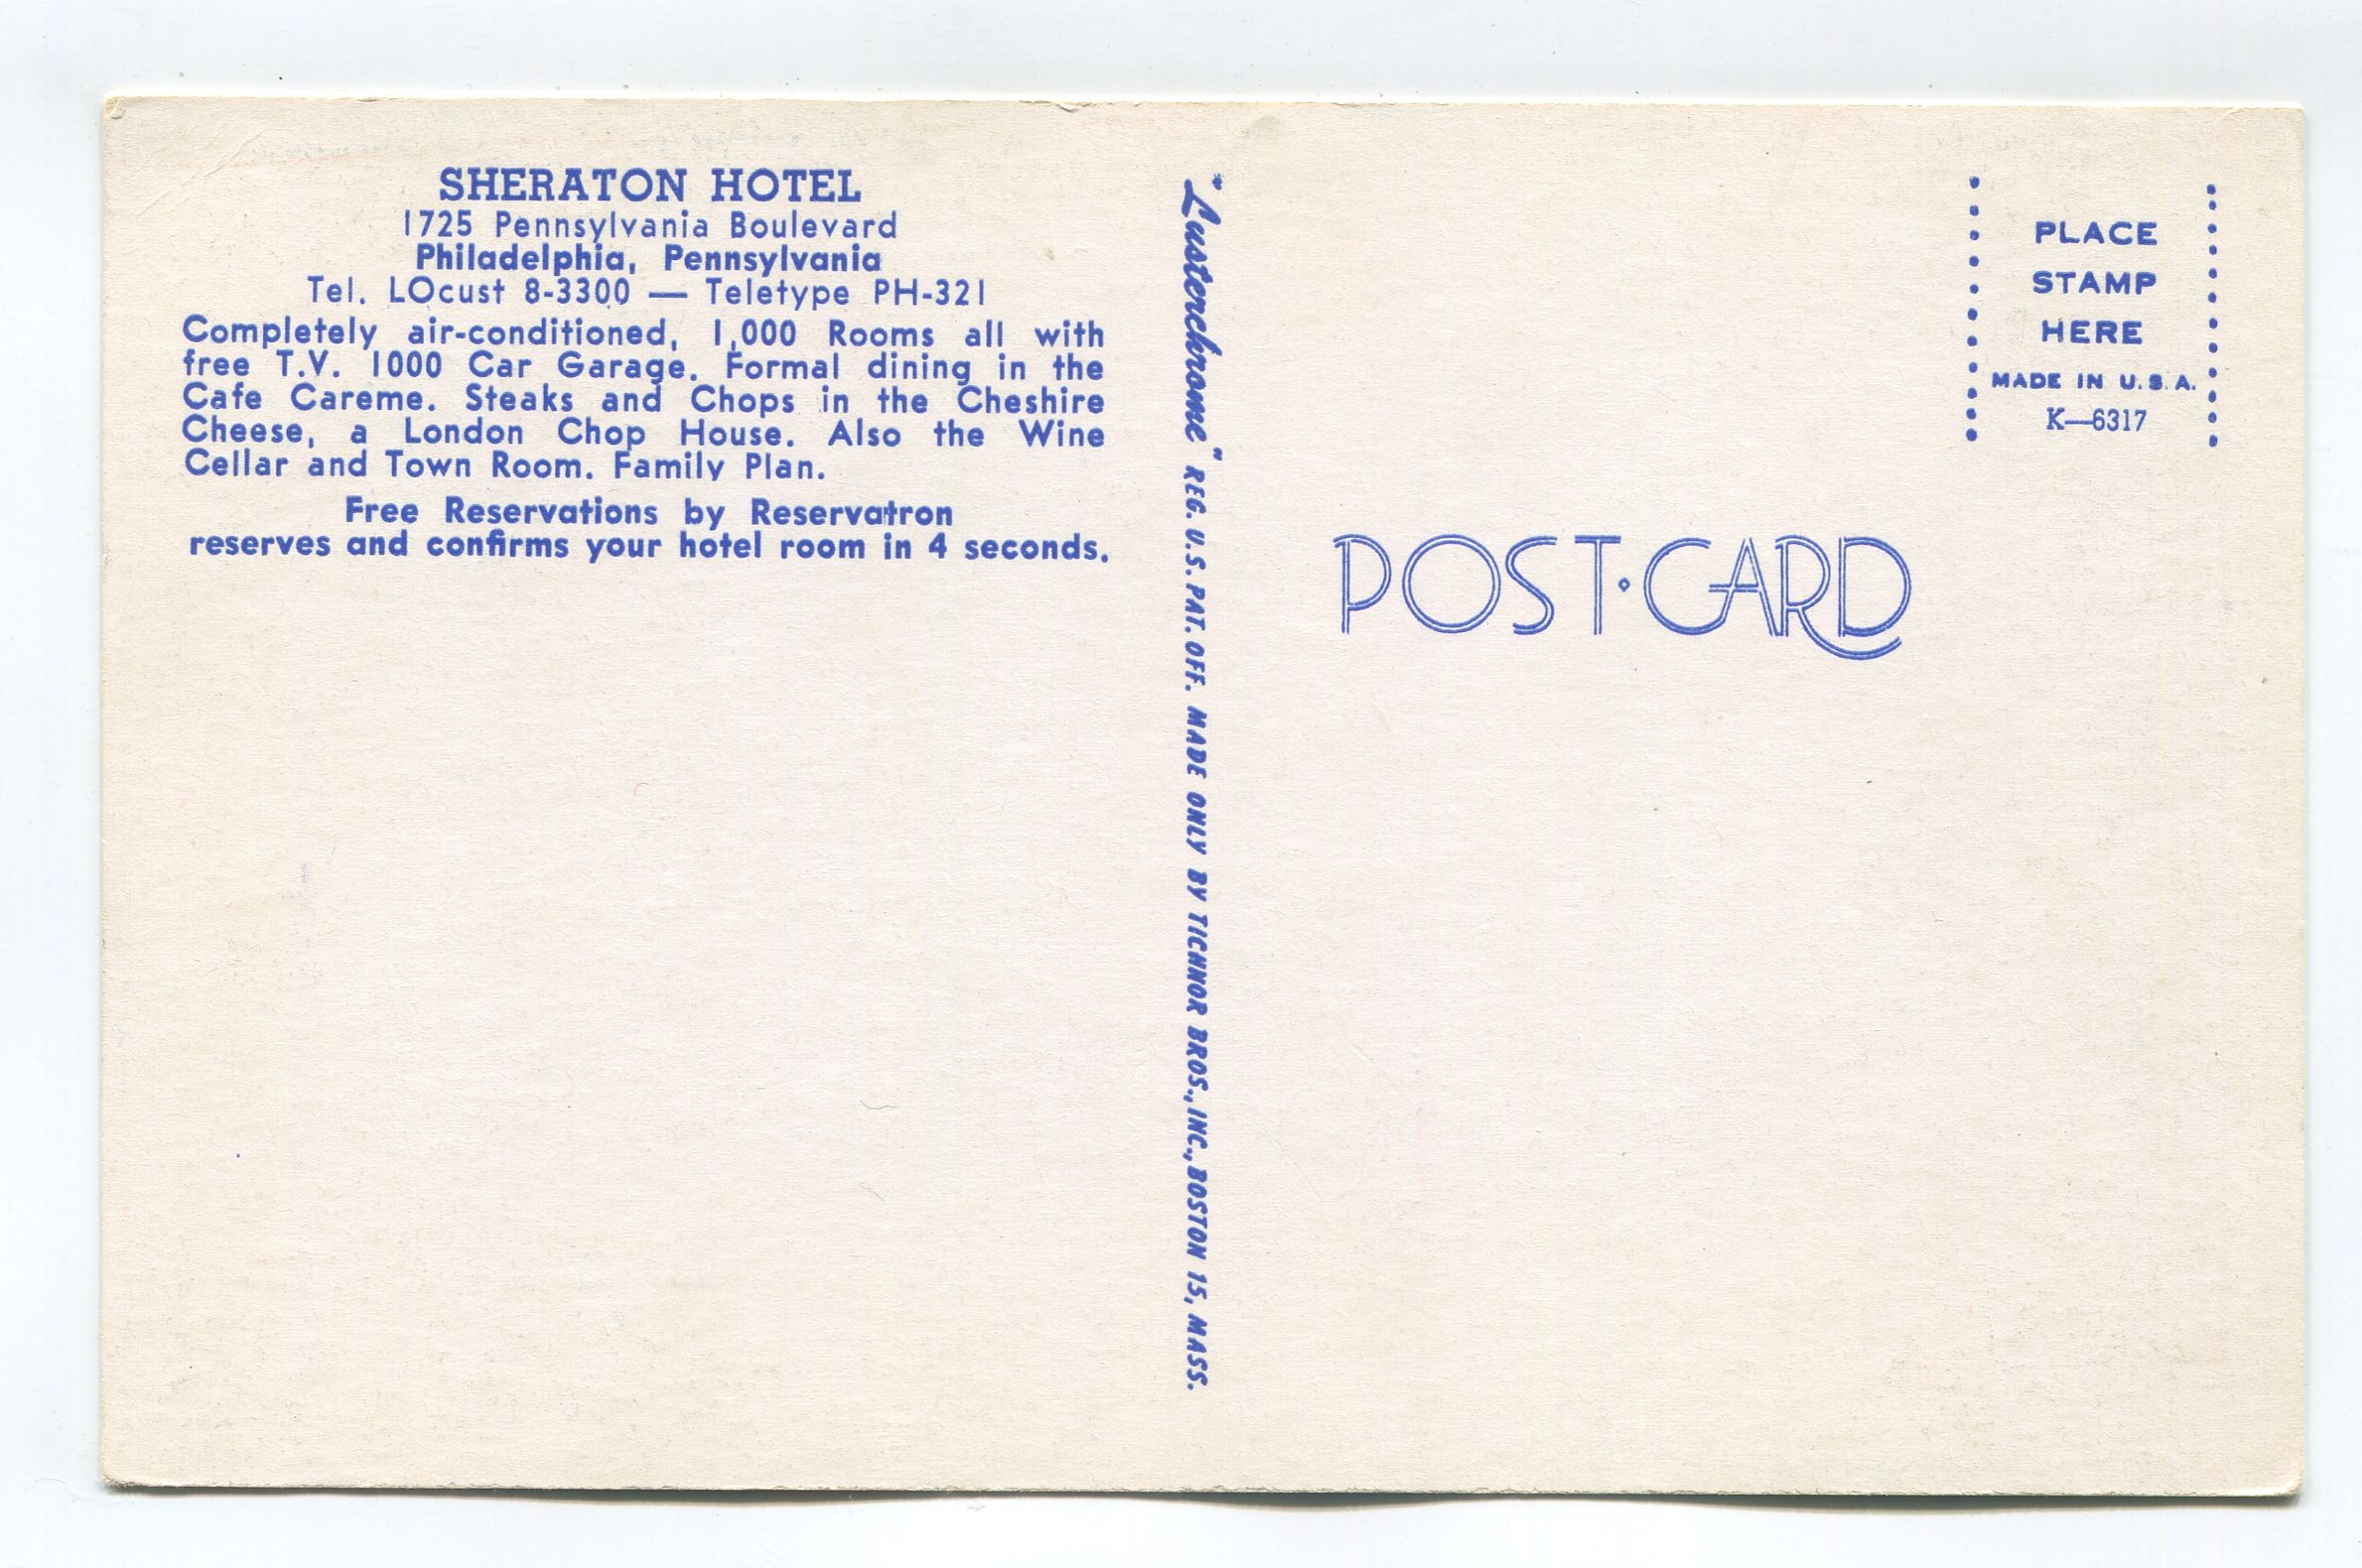 SHERATON HOTEL
1725 Pennsylvania Boulevard
Philadelphia, Pennsylvania
Tel. LOcust 8-3300 — Teletype PH-321
Completely air-conditioned, 1,000 Rooms all with
free T.V. 1000 Car Garage. Formal dining in the
Cafe Careme. Steaks and Chops in the Cheshire
Cheese, a London Chop House. Also the Wine
Cellar and Town Room. Family Plan.
Free Reservations by Reservatron
reserves and confirms your hotel room in 4 seconds.
"Lusterchrome" REG. U.S. PAT. OFF. MADE ONLY BY TICHNOR BROS., INC., BOSTON 15, MASS.
POST·CARD
PLACE
STAMP
HERE
MADE IN U.S.A.
K—6317